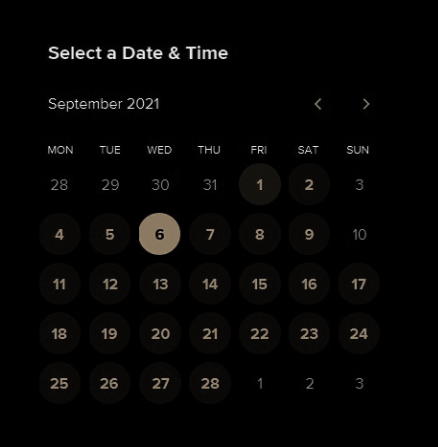 Select a Date & Time
September 2021
MON TUE WED THU FRI SAT SUN
28 29 30 31 1 2 3
4 5 6 7 8 9 10
11 12 13 14 15 16 17
18 19 20 21 22 23 24
25 26 27 28 1 2 3